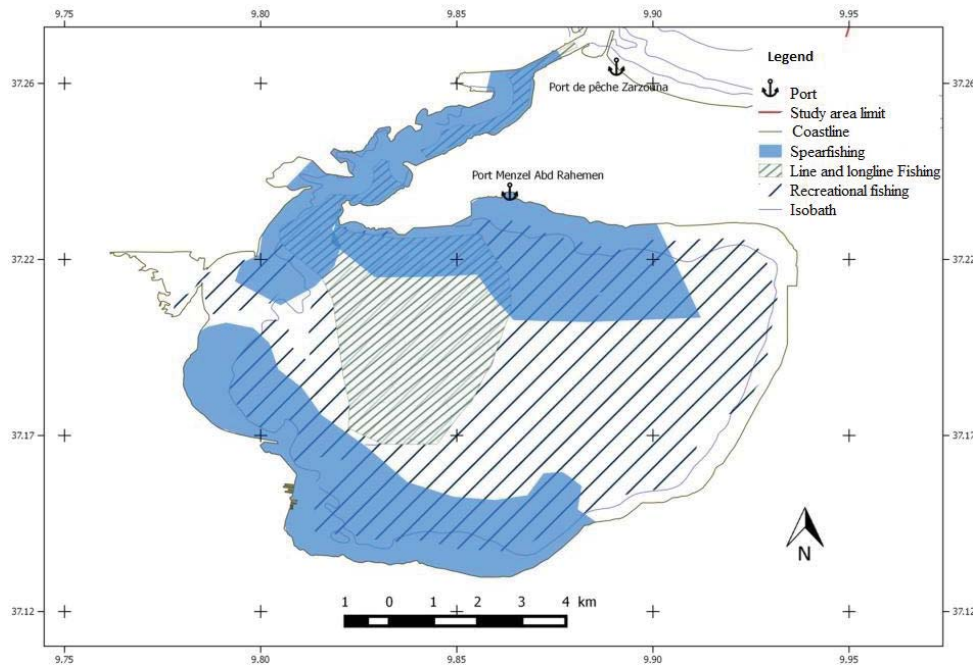 9.75 9.80 9.85 9.90 9.95
37.26 37.26
Legend
Port de pêche Zarzouna
Port
Study area limit
Coastline
Spearfishing
Line and longline Fishing
Recreational fishing
Isobath
Port Menzel Abd Rahemen
37.22 37.22
37.17 37.17
N
1 0 1 2 3 4 km
37.12 37.12
9.75 9.80 9.85 9.90 9.95